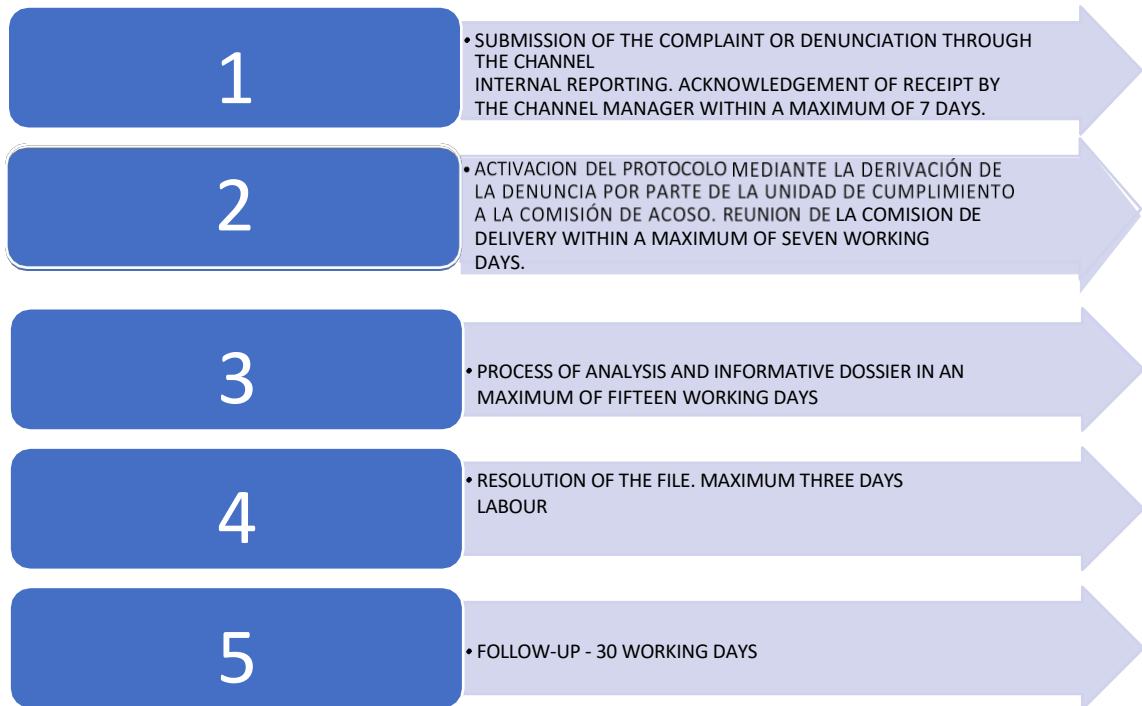 1
• SUBMISSION OF THE COMPLAINT OR DENUNCIATION THROUGH
THE CHANNEL
INTERNAL REPORTING. ACKNOWLEDGEMENT OF RECEIPT BY
THE CHANNEL MANAGER WITHIN A MAXIMUM OF 7 DAYS.
2
• ACTIVACION DEL PROTOCOLO MEDIANTE LA DERIVACIÓN DE
LA DENUNCIA POR PARTE DE LA UNIDAD DE CUMPLIMIENTO
A LA COMISIÓN DE ACOSO. REUNION DE LA COMISION DE
DELIVERY WITHIN A MAXIMUM OF SEVEN WORKING
DAYS.
3
• PROCESS OF ANALYSIS AND INFORMATIVE DOSSIER IN AN
MAXIMUM OF FIFTEEN WORKING DAYS
4
• RESOLUTION OF THE FILE. MAXIMUM THREE DAYS
LABOUR
5
• FOLLOW-UP - 30 WORKING DAYS